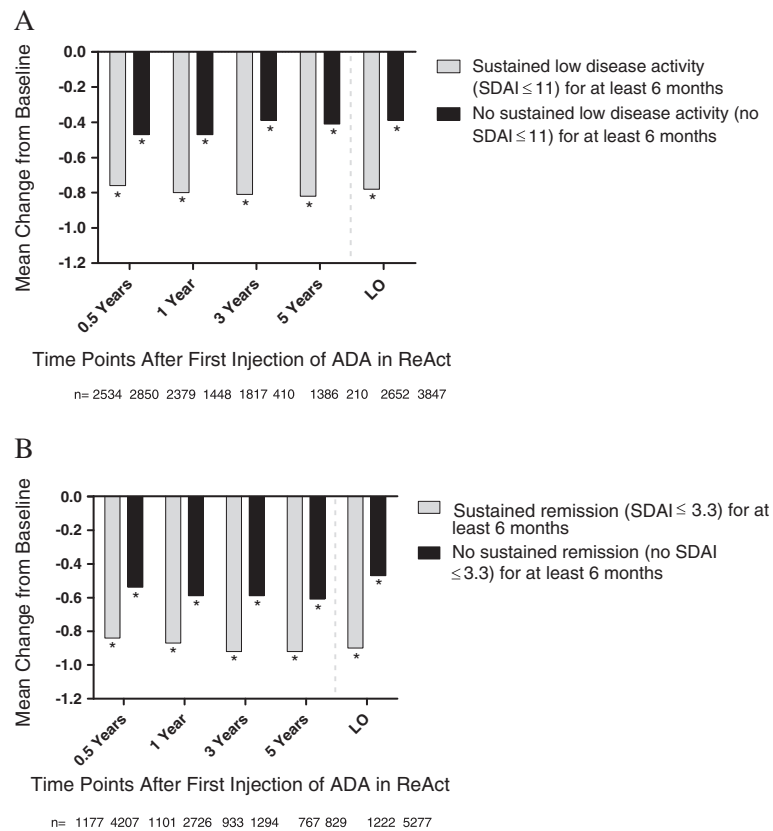 A
Mean Change from Baseline
0.0
-0.2
-0.4
-0.6
-0.8
-1.0
-1.2
* * * * * * * * * *
0.5 Years
1 Year
3 Years
5 Years
LO
Sustained low disease activity
(SDAI ≤ 11) for at least 6 months
No sustained low disease activity (no
SDAI ≤ 11) for at least 6 months
Time Points After First Injection of ADA in ReAct
n= 2534 2850 2379 1448 1817 410 1386 210 2652 3847
B
Mean Change from Baseline
0.0
-0.2
-0.4
-0.6
-0.8
-1.0
-1.2
* * * * * * * * * *
0.5 Years
1 Year
3 Years
5 Years
LO
Sustained remission (SDAI ≤ 3.3) for at
least 6 months
No sustained remission (no SDAI
≤ 3.3) for at least 6 months
Time Points After First Injection of ADA in ReAct
n= 1177 4207 1101 2726 933 1294 767 829 1222 5277